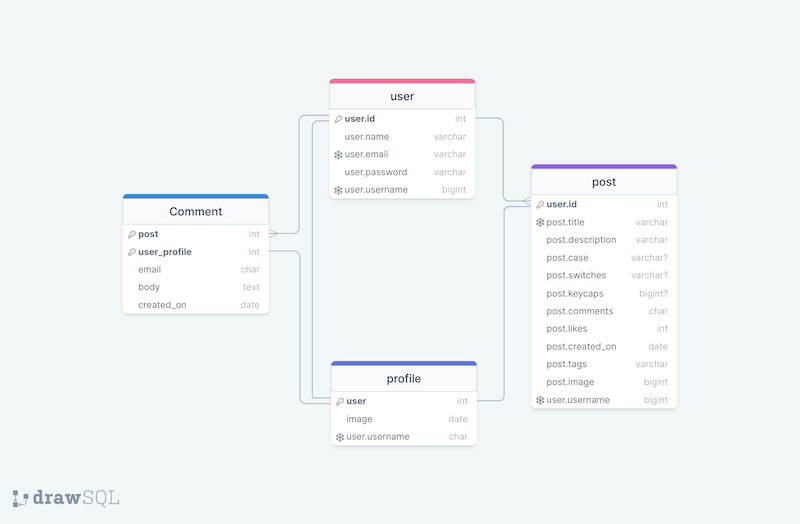 user
user.id int
user.name varchar
user.email varchar
user.password varchar
user.username bigint
post
user.id int
post.title varchar
post.description varchar
post.case varchar?
post.switches varchar?
post.keycaps bigint?
post.comments char
post.likes int
post.created_on date
post.tags varchar
post.image bigint
user.username bigint
Comment
post int
user_profile int
email char
body text
created_on date
profile
user int
image date
user.username char
drawSQL